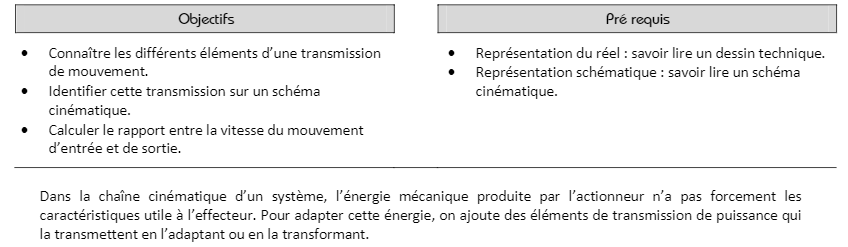 Objectifs
Pré requis
• Connaître les différents éléments d'une transmission
de mouvement.
• Identifier cette transmission sur un schéma
cinématique.
• Calculer le rapport entre la vitesse du mouvement
d'entrée et de sortie.
• Représentation du réel : savoir lire un dessin technique.
• Représentation schématique : savoir lire un schéma
cinématique.
Dans la chaîne cinématique d'un système, l'énergie mécanique produite par l'actionneur n'a pas forcement les
caractéristiques utile à l'effecteur. Pour adapter cette énergie, on ajoute des éléments de transmission de puissance qui
la transmettent en l'adaptant ou en la transformant.